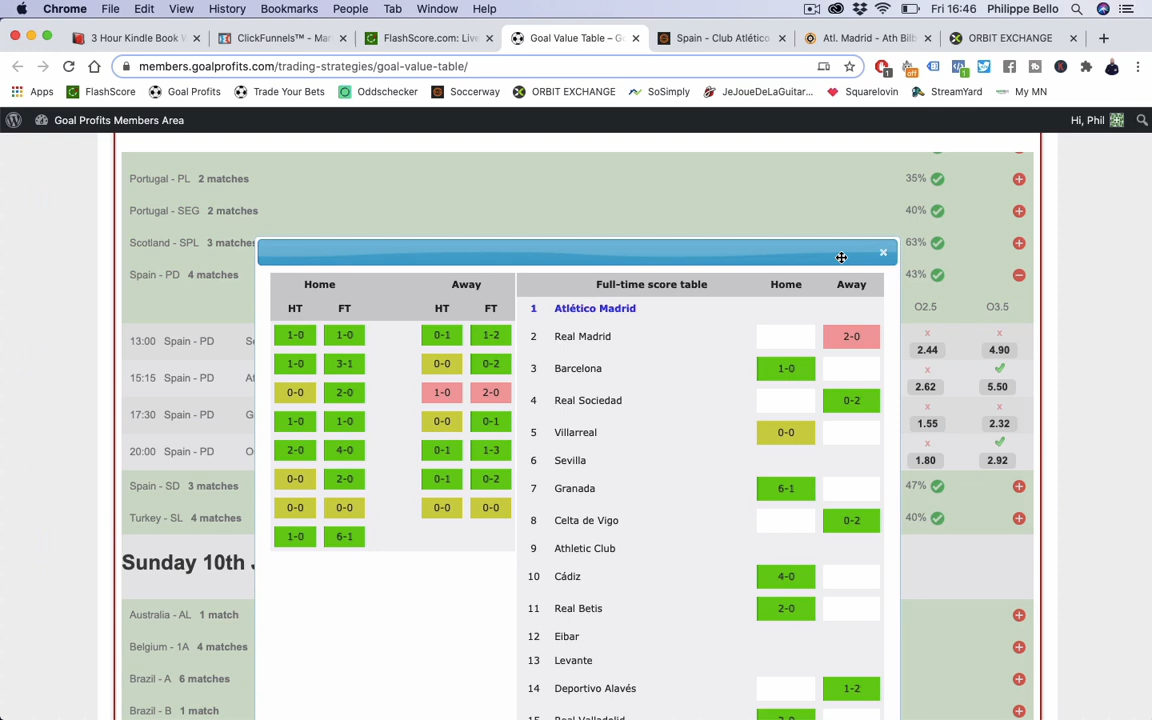 Chrome File Edit View History Bookmarks People Tab Window Help Fri 16:46 Philippe Bello
3 Hour Kindle Book W ClickFunnels™ - Mar FlashScore.com: Live Goal Value Table – Go Spain - Club Atlético Atl. Madrid - Ath Bilb ORBIT EXCHANGE
members.goalprofits.com/trading-strategies/goal-value-table/
Apps FlashScore Goal Profits Trade Your Bets Oddschecker Soccerway ORBIT EXCHANGE SoSimply JeJoueDeLaGuitar... Squarelovin StreamYard My MN
Goal Profits Members Area Hi, Phil
Portugal - PL 2 matches 35%
Portugal - SEG 2 matches 40%
Scotland - SPL 3 matches 63%
Spain - PD 4 matches 43%
Home Away Full-time score table Home Away
HT FT HT FT 1 Atlético Madrid O2.5 O3.5
1-0 1-0 0-1 1-2 2 Real Madrid 2-0
13:00 Spain - PD 2.44 4.90
1-0 3-1 0-0 0-2 3 Barcelona 1-0
15:15 Spain - PD 2.62 5.50
0-0 2-0 1-0 2-0 4 Real Sociedad 0-2
17:30 Spain - PD 1.55 2.32
1-0 1-0 0-0 0-1 5 Villarreal 0-0
20:00 Spain - PD 1.80 2.92
2-0 4-0 0-1 1-3 6 Sevilla
0-0 2-0 0-1 0-2 7 Granada 6-1
Spain - SD 3 matches 47%
0-0 0-0 0-0 0-0 8 Celta de Vigo 0-2
Turkey - SL 4 matches 40%
1-0 6-1 9 Athletic Club
Sunday 10th
10 Cádiz 4-0
11 Real Betis 2-0
Australia - AL 1 match
12 Eibar
Belgium - 1A 4 matches
13 Levante
Brazil - A 6 matches
14 Deportivo Alavés 1-2
Brazil - B 1 match
15 Real Valladolid 2-0